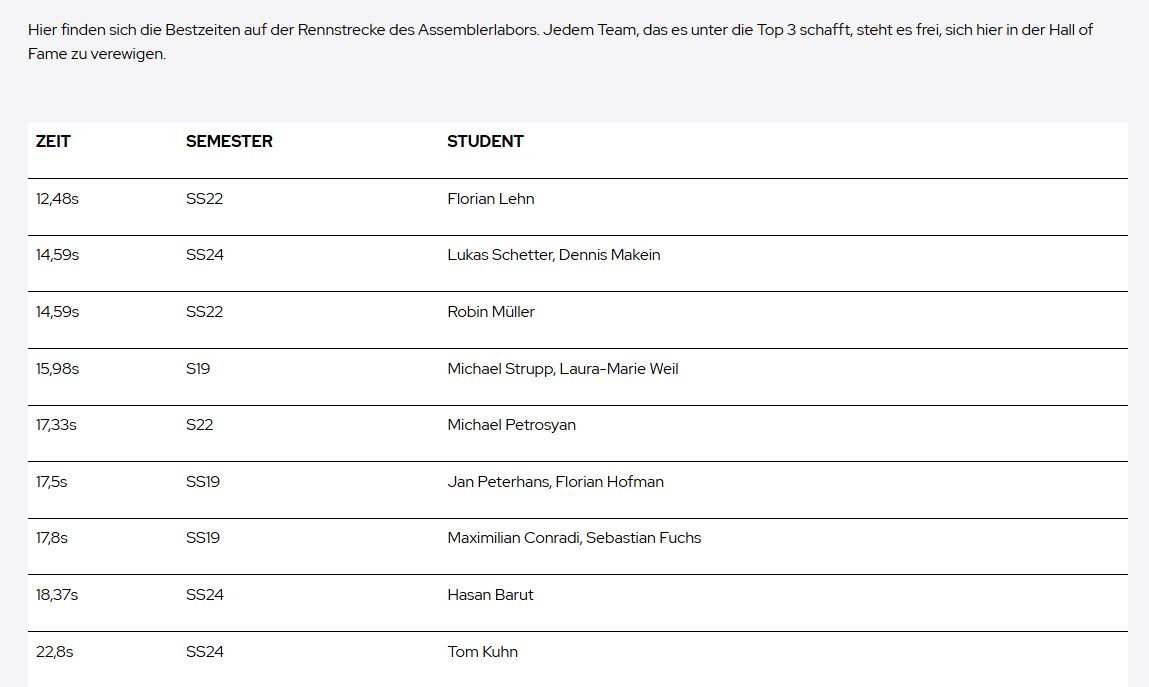 Hier finden sich die Bestzeiten auf der Rennstrecke des Assemblerlabors. Jedem Team, das es unter die Top 3 schafft, steht es frei, sich hier in der Hall of
Fame zu verewigen.
ZEIT SEMESTER STUDENT
12,48s SS22 Florian Lehn
14,59s SS24 Lukas Schetter, Dennis Makein
14,59s SS22 Robin Müller
15,98s S19 Michael Strupp, Laura-Marie Weil
17,33s S22 Michael Petrosyan
17,5s SS19 Jan Peterhans, Florian Hofman
17,8s SS19 Maximilian Conradi, Sebastian Fuchs
18,37s SS24 Hasan Barut
22,8s SS24 Tom Kuhn